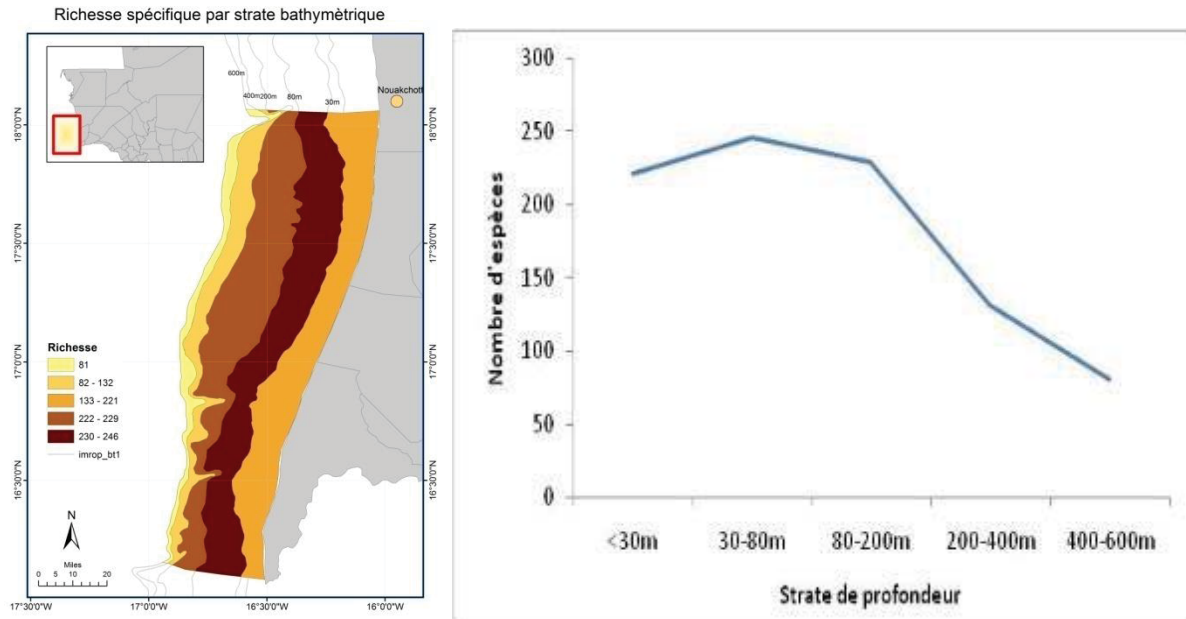 Richesse spécifique par strate bathymètrique
600m
400m200m
80m
30m
Nouakchott
18°0'0"N
17°30'0"N
17°0'0"N
16°30'0"N
18°0'0"N
17°30'0"N
17°0'0"N
16°30'0"N
Richesse
81
82 - 132
133 - 221
222 - 229
230 - 246
imrop_bt1
N
Miles
0 5 10 20
17°30'0"W 17°0'0"W 16°30'0"W 16°0'0"W
Nombre d'espèces
300
250
200
150
100
50
0
<30m 30-80m 80-200m 200-400m 400-600m
Strate de profondeur